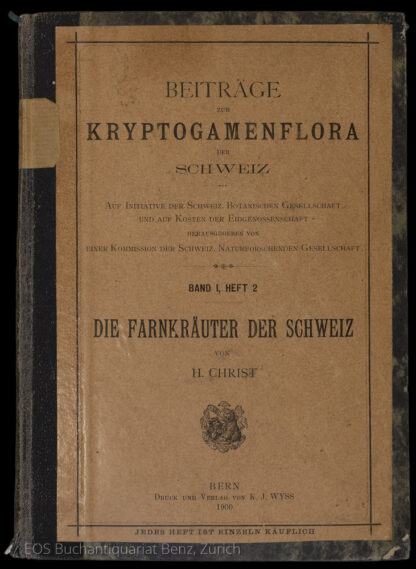 BEITRÄGE
ZUR
KRYPTOGAMENFLORA
DER
SCHWEIZ
AUF INITIATIVE DER SCHWEIZ. BOTANISCHEN GESELLSCHAFT
UND AUF KOSTEN DER EIDGENOSSENSCHAFT
HERAUSGEGEBEN VON
EINER KOMMISSION DER SCHWEIZ. NATURFORSCHENDEN GESELLSCHAFT.
BAND I, HEFT 2
DIE FARNKRÄUTER DER SCHWEIZ
VON
H. CHRIST
BERN
DRUCK UND VERLAG VON K. J. WYSS
1900
JEDES HEFT IST EINZELN KÄUFLICH
EOS Buchantiquariat Benz, Zürich